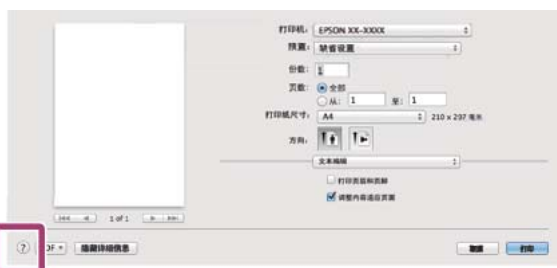 打印机： EPSON XX-XXXX
预置： 缺省设置
份数： 1
页数： 全部
从： 1 至： 1
打印纸尺寸： A4 210 x 297 毫米
方向：
文本编辑
打印页眉和页脚
调整内容适应页面
1 of 1
? DF 隐藏详细信息 取消 打印